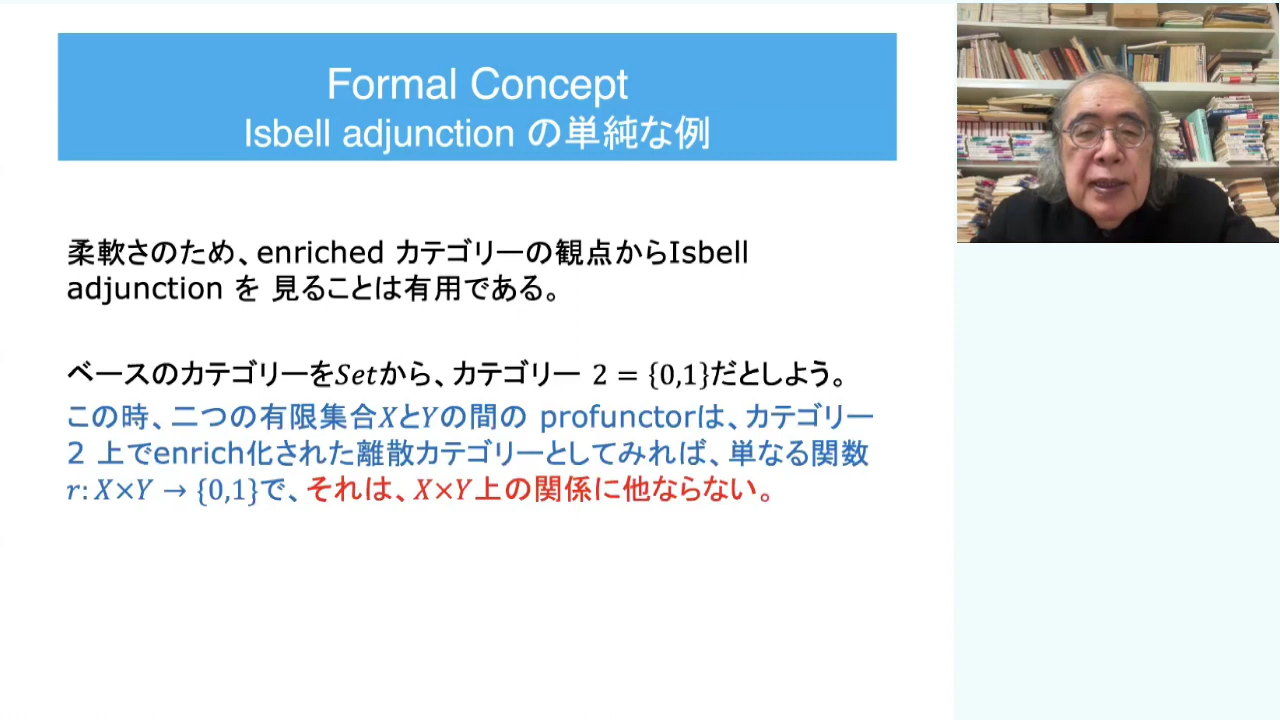 Formal Concept
Isbell adjunction の単純な例
柔軟さのため、enriched カテゴリーの観点からIsbell
adjunction を 見ることは有用である。
ベースのカテゴリーをSetから、カテゴリー 2 = {0,1}だとしよう。
この時、二つの有限集合XとYの間の profunctorは、カテゴリー
2 上でenrich化された離散カテゴリーとしてみれば、単なる関数
r: X×Y → {0,1}で、それは、X×Y上の関係に他ならない。